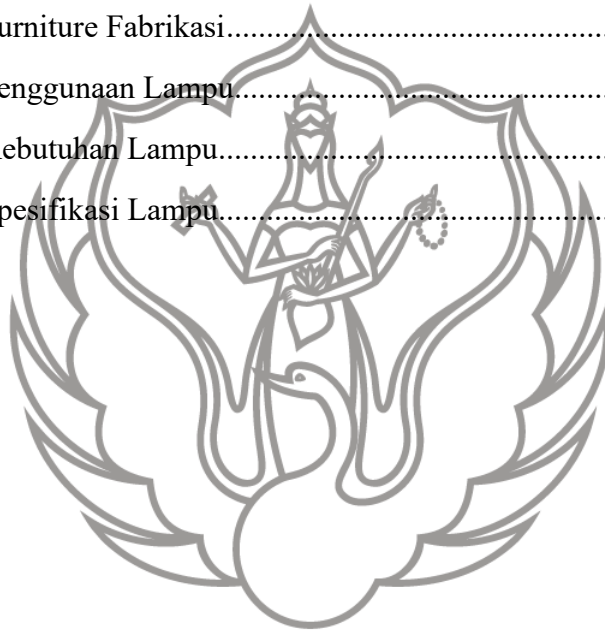 urniture Fabrikasi..........................................
enggunaan Lampu.........................................
ebutuhan Lampu...........................................
pesifikasi Lampu...........................................